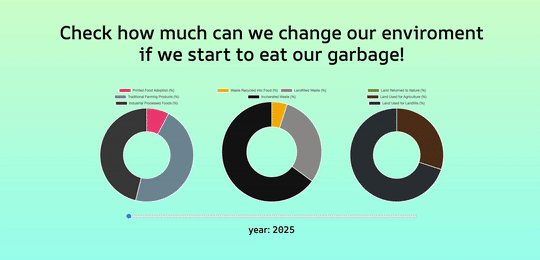 Check how much can we change our enviroment
if we start to eat our garbage!
Printed Food Adoption (%)
Traditional Farming Products (%)
Industrial Processed Foods (%)
Waste Recycled into Food (%) Landfilled Waste (%)
Incinerated Waste (%)
Land Returned to Nature (%)
Land Used for Agriculture (%)
Land Used for Landfills (%)
year: 2025